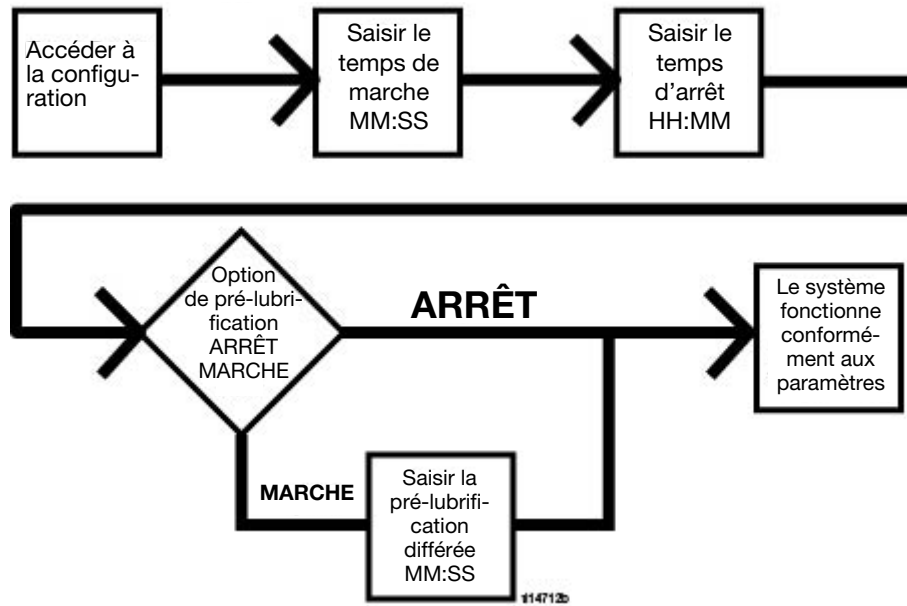 Accéder à
la configu-
ration
Saisir le
temps de
marche
MM:SS
Saisir le
temps
d'arrêt
HH:MM
Option
de pré-lubri-
fication
ARRÊT
MARCHE
ARRÊT
Le système
fonctionne
conformé-
ment aux
paramètres
MARCHE
Saisir la
pré-lubrifi-
cation
différée
MM:SS
ti14712b